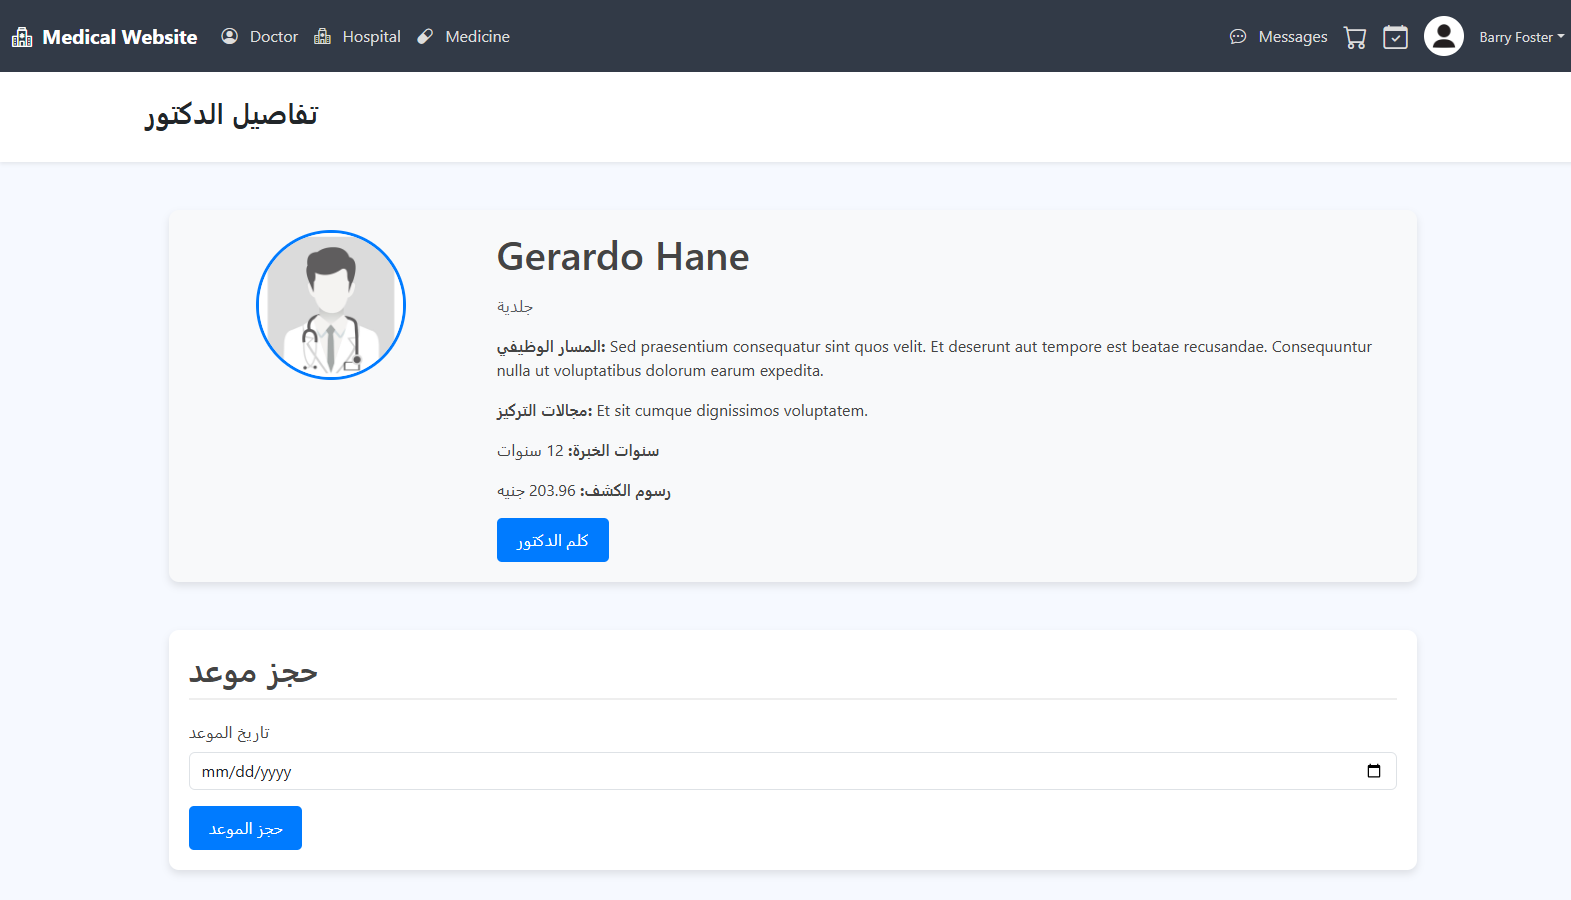 Medical Website Doctor Hospital Medicine Messages Barry Foster
تفاصيل الدكتور
Gerardo Hane
جلدية
المسار الوظيفي: Sed praesentium consequatur sint quos velit. Et deserunt aut tempore est beatae recusandae. Consequuntur
nulla ut voluptatibus dolorum earum expedita.
مجالات التركيز: Et sit cumque dignissimos voluptatem.
سنوات الخبرة: 12 سنوات
رسوم الكشف: 203.96 جنيه
كلم الدكتور
حجز موعد
تاريخ الموعد
mm/dd/yyyy
حجز الموعد